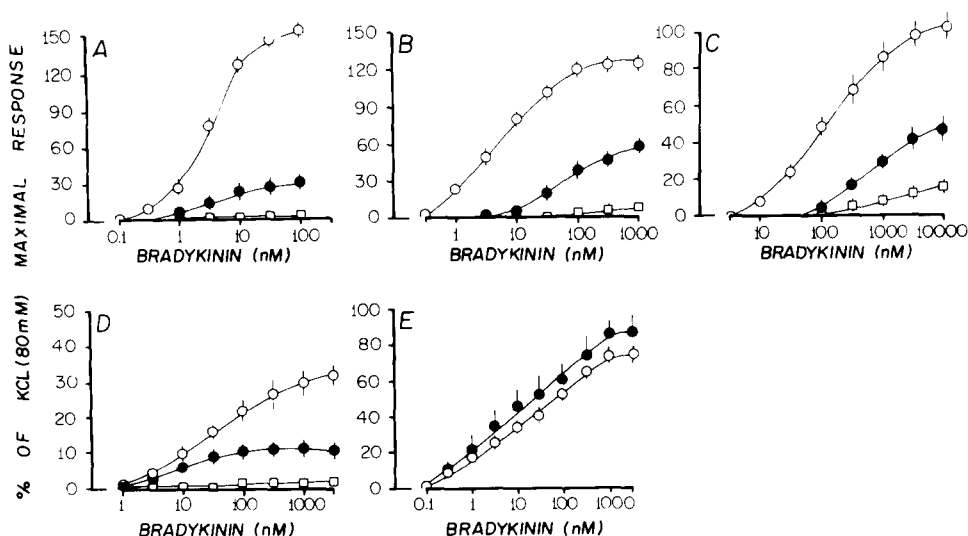 % OF KCL (80mM) MAXIMAL RESPONSE
A
150
120
90
60
30
0
0.1 1 10 100
BRADYKININ (nM)
B
150
120
90
60
30
0
1 10 100 1000
BRADYKININ (nM)
C
100
80
60
40
20
0
10 100 1000 10000
BRADYKININ (nM)
D
50
40
30
20
10
0
1 10 100 1000
BRADYKININ (nM)
E
100
80
60
40
20
0
0.1 1 10 100 1000
BRADYKININ (nM)